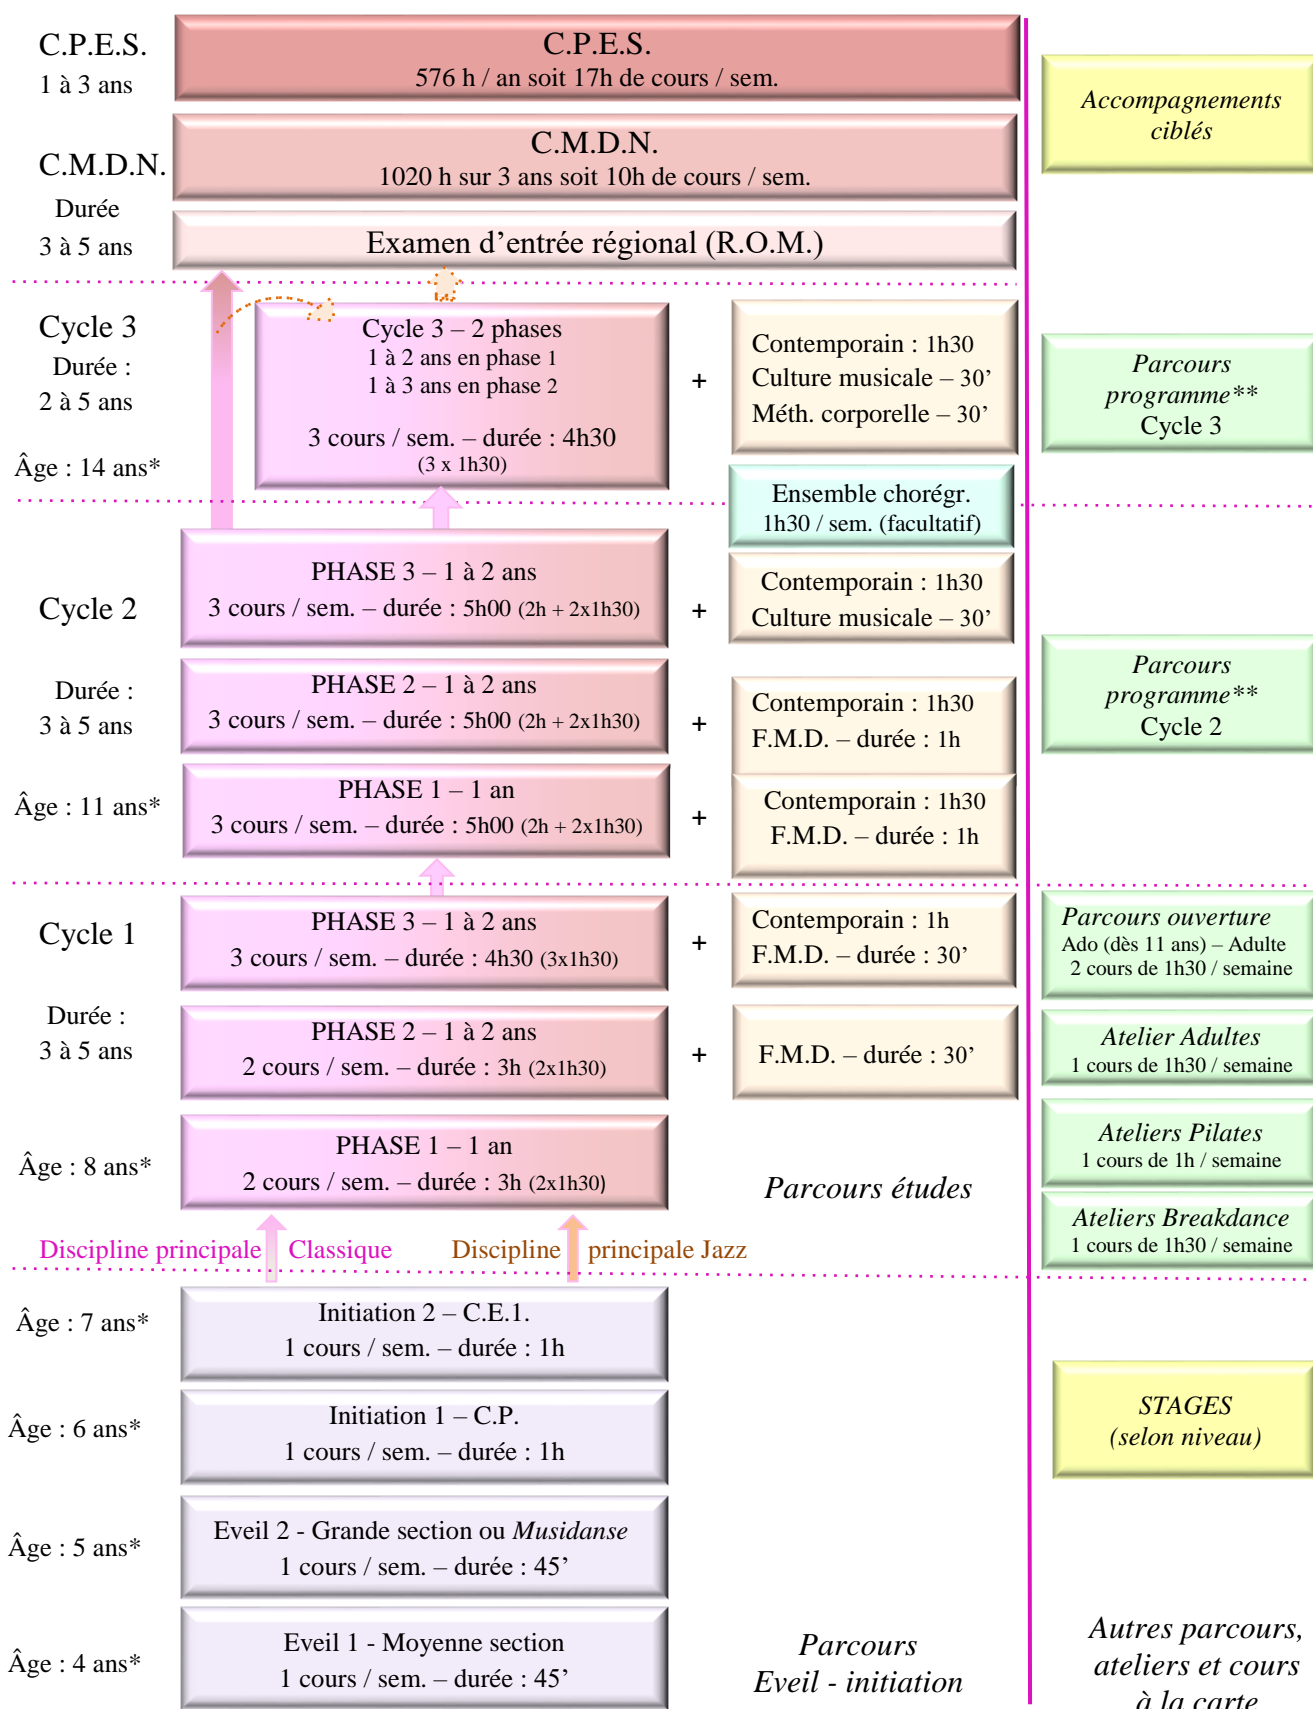 C.P.E.S.
1 à 3 ans
C.P.E.S.
576 h / an soit 17h de cours / sem.
Accompagnements
ciblés
C.M.D.N.
Durée
3 à 5 ans
C.M.D.N.
1020 h sur 3 ans soit 10h de cours / sem.
Examen d’entrée régional (R.O.M.)
Cycle 3
Durée :
2 à 5 ans
Âge : 14 ans*
Cycle 3 – 2 phases
1 à 2 ans en phase 1
1 à 3 ans en phase 2
3 cours / sem. – durée : 4h30
(3 x 1h30)
+
Contemporain : 1h30
Culture musicale – 30’
Méth. corporelle – 30’
Parcours
programme**
Cycle 3
Ensemble chorégr.
1h30 / sem. (facultatif)
Cycle 2
Durée :
3 à 5 ans
Âge : 11 ans*
PHASE 3 – 1 à 2 ans
3 cours / sem. – durée : 5h00 (2h + 2x1h30)
+
Contemporain : 1h30
Culture musicale – 30’
PHASE 2 – 1 à 2 ans
3 cours / sem. – durée : 5h00 (2h + 2x1h30)
+
Contemporain : 1h30
F.M.D. – durée : 1h
Parcours
programme**
Cycle 2
PHASE 1 – 1 an
3 cours / sem. – durée : 5h00 (2h + 2x1h30)
+
Contemporain : 1h30
F.M.D. – durée : 1h
Cycle 1
Durée :
3 à 5 ans
Âge : 8 ans*
PHASE 3 – 1 à 2 ans
3 cours / sem. – durée : 4h30 (3x1h30)
+
Contemporain : 1h
F.M.D. – durée : 30’
Parcours ouverture
Ado (dès 11 ans) – Adulte
2 cours de 1h30 / semaine
PHASE 2 – 1 à 2 ans
2 cours / sem. – durée : 3h (2x1h30)
+
F.M.D. – durée : 30’
Atelier Adultes
1 cours de 1h30 / semaine
PHASE 1 – 1 an
2 cours / sem. – durée : 3h (2x1h30)
Parcours études
Ateliers Pilates
1 cours de 1h / semaine
Ateliers Breakdance
1 cours de 1h30 / semaine
Discipline principale Classique
Discipline principale Jazz
Âge : 7 ans*
Initiation 2 – C.E.1.
1 cours / sem. – durée : 1h
Âge : 6 ans*
Initiation 1 – C.P.
1 cours / sem. – durée : 1h
STAGES
(selon niveau)
Âge : 5 ans*
Eveil 2 - Grande section ou Musidanse
1 cours / sem. – durée : 45’
Âge : 4 ans*
Eveil 1 - Moyenne section
1 cours / sem. – durée : 45’
Parcours
Eveil - initiation
Autres parcours,
ateliers et cours
à la carte